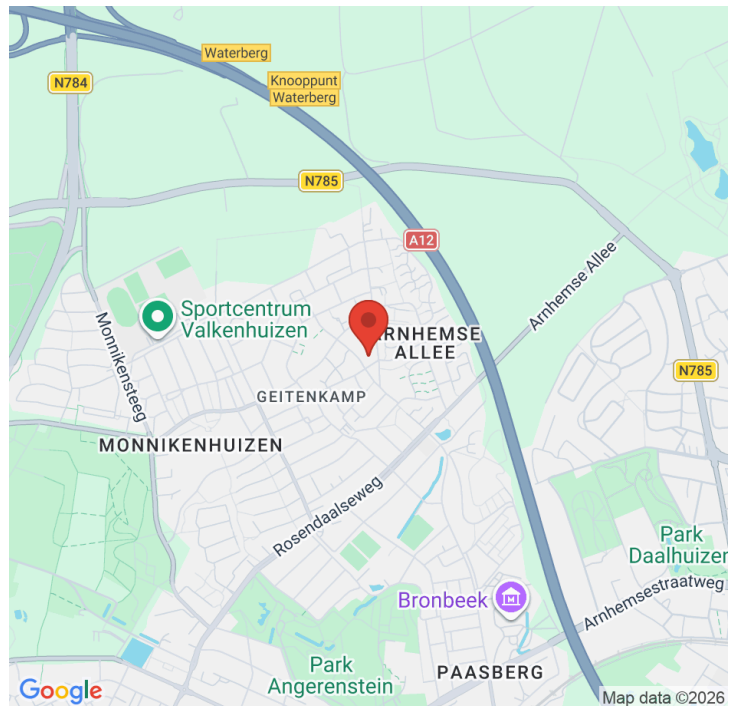 Waterberg
N784
Knooppunt
Waterberg
N785
A12
Arnhemse Allee
Sportcentrum
Valkenhuizen
Monnikensteeg
ARNHEMSE
ALLEE
N785
GEITENKAMP
MONNIKENHUIZEN
Rosendaalseweg
Park
Daalhuizen
Bronbeek
Arnhemsestraatweg
Park
Angerenstein
PAASBERG
Google
Map data ©2026